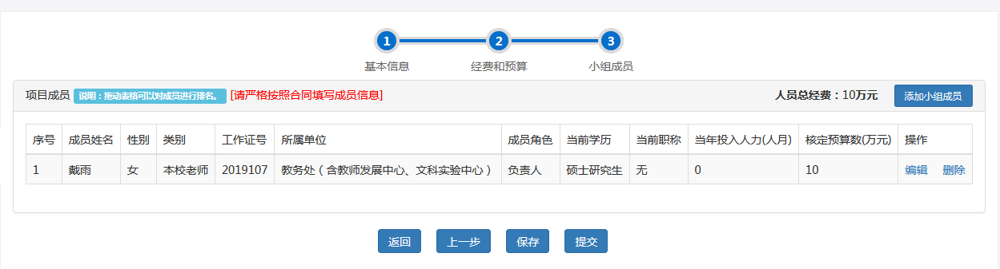 1 2 3
基本信息 经费和预算 小组成员
项目成员 说明：拖动表格可以对成员进行排名。 [请严格按照合同填写成员信息] 人员总经费：10万元 添加小组成员
序号 成员姓名 性别 类别 工作证号 所属单位 成员角色 当前学历 当前职称 当年投入人力(人月) 核定预算数(万元) 操作
1 戴雨 女 本校老师 2019107 教务处（含教师发展中心、文科实验中心） 负责人 硕士研究生 无 0 10 编辑 删除
返回 上一步 保存 提交